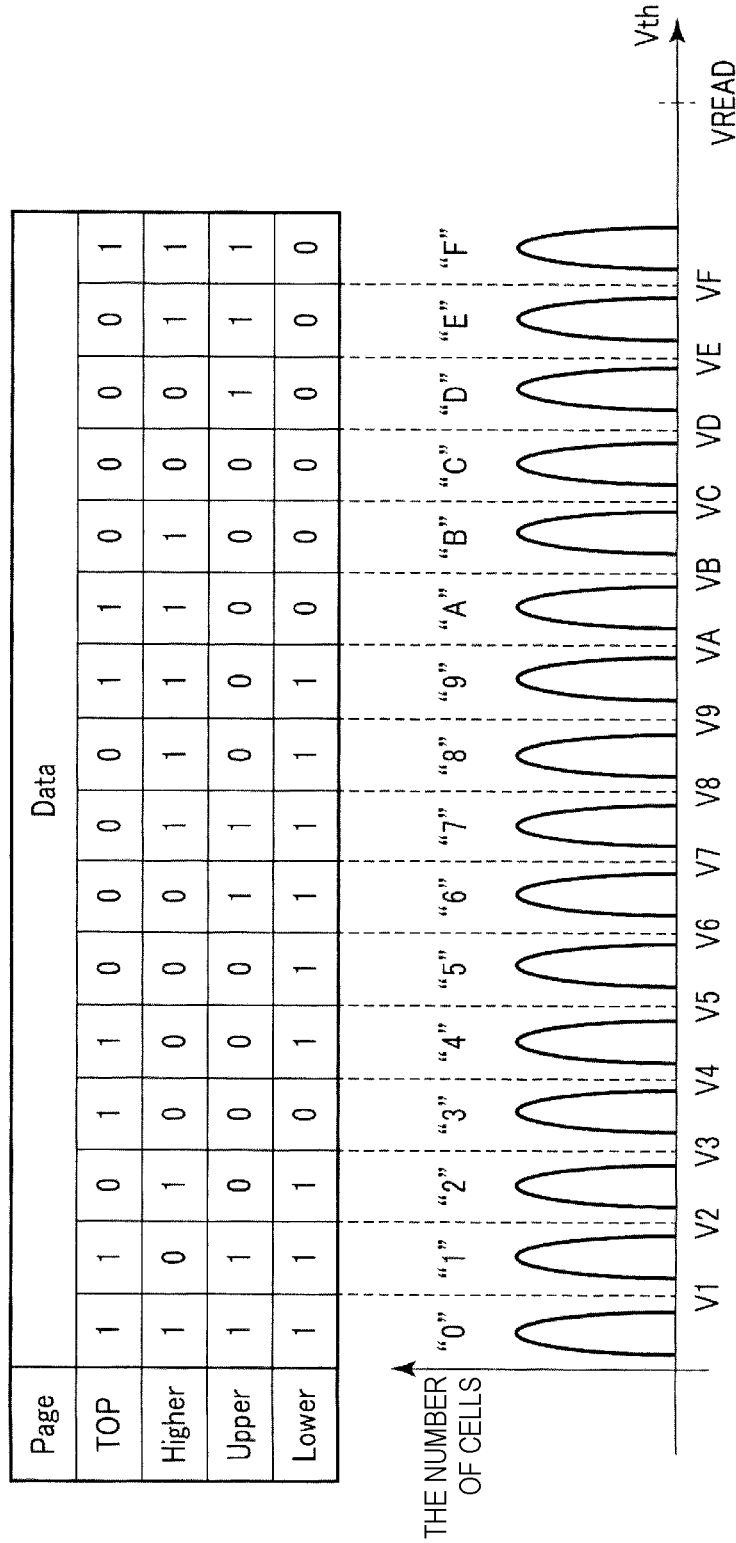 Page Data
TOP 1 1 0 1 1 0 0 0 0 1 1 0 0 0 0 1
Higher 1 0 1 0 0 0 0 1 1 1 1 1 0 0 1 1
Upper 1 1 0 0 0 0 1 1 0 0 0 0 0 1 1 1
Lower 1 1 1 0 1 1 1 1 1 1 0 0 0 0 0 0
THE NUMBER
OF CELLS
“0” “1” “2” “3” “4” “5” “6” “7” “8” “9” “A” “B” “C” “D” “E” “F”
Vth
V1 V2 V3 V4 V5 V6 V7 V8 V9 VA VB VC VD VE VF VREAD